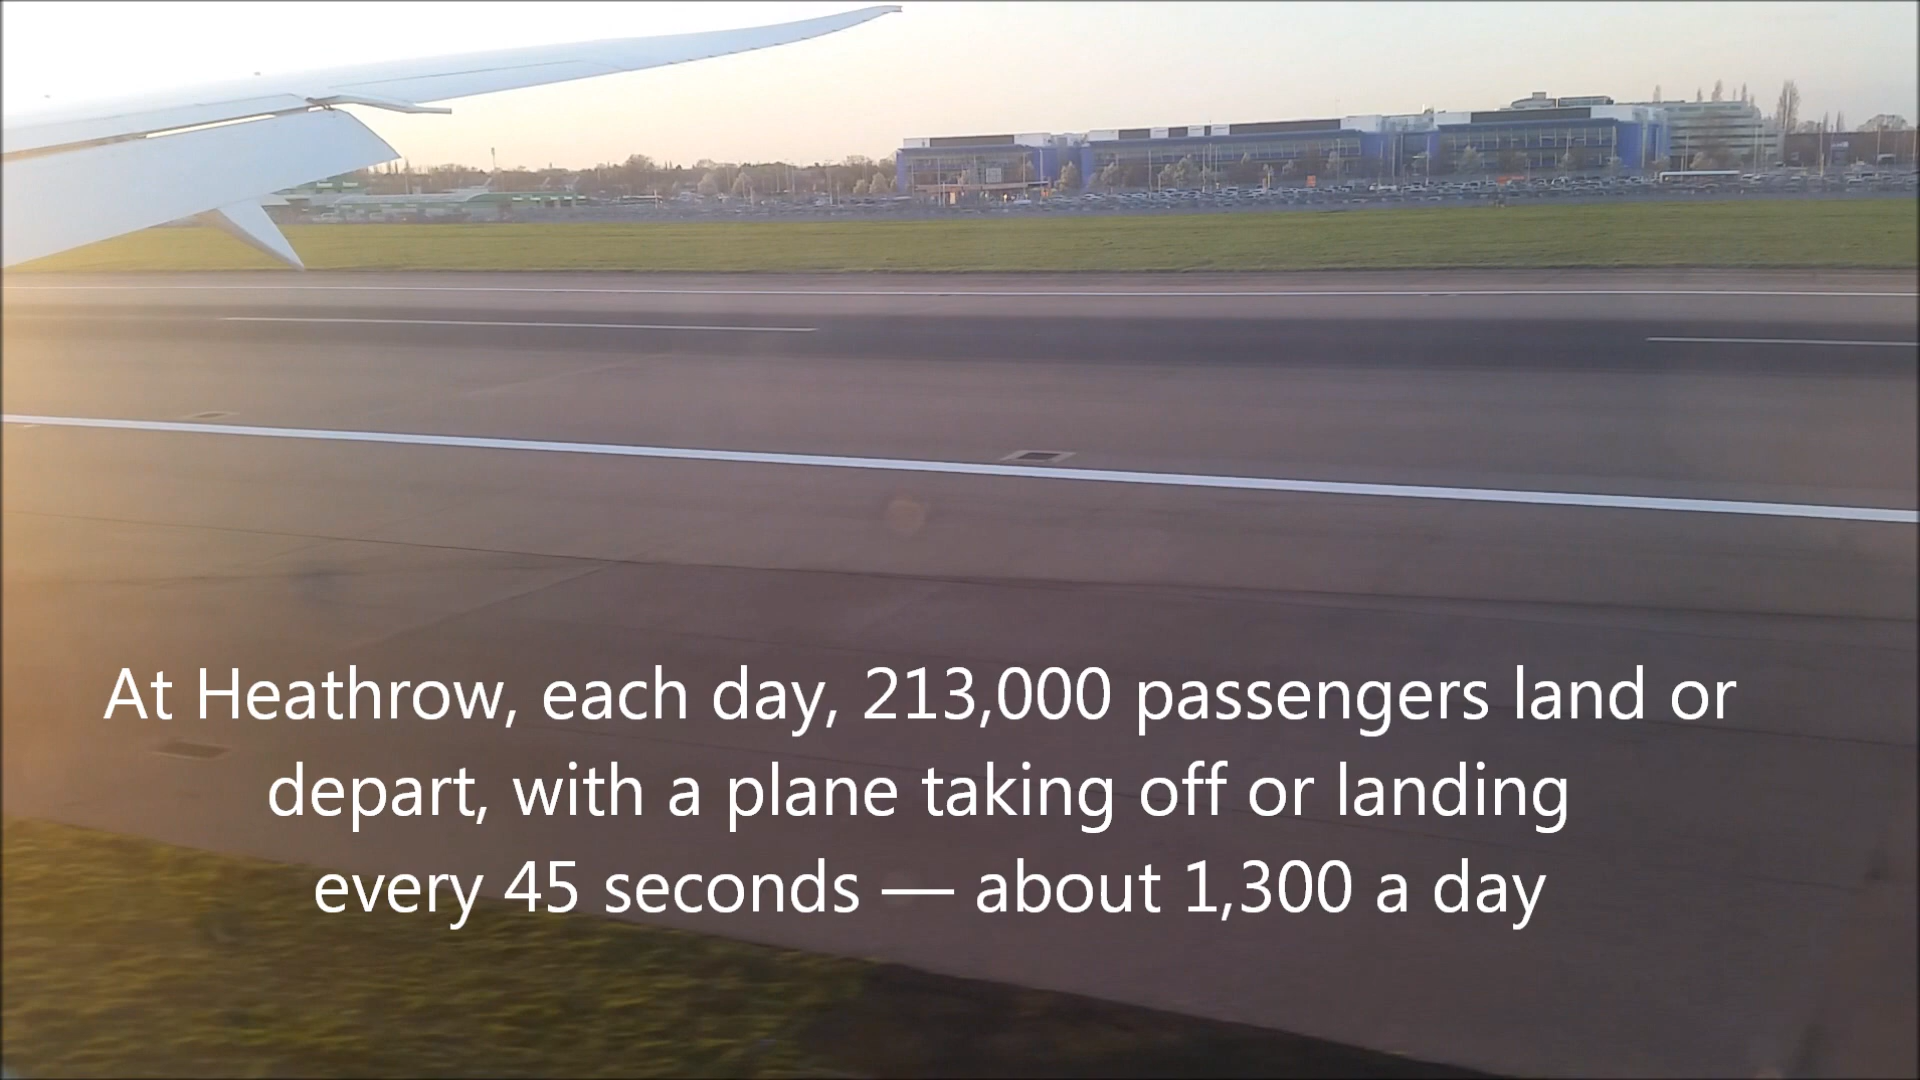 At Heathrow, each day, 213,000 passengers land or
depart, with a plane taking off or landing
every 45 seconds — about 1,300 a day